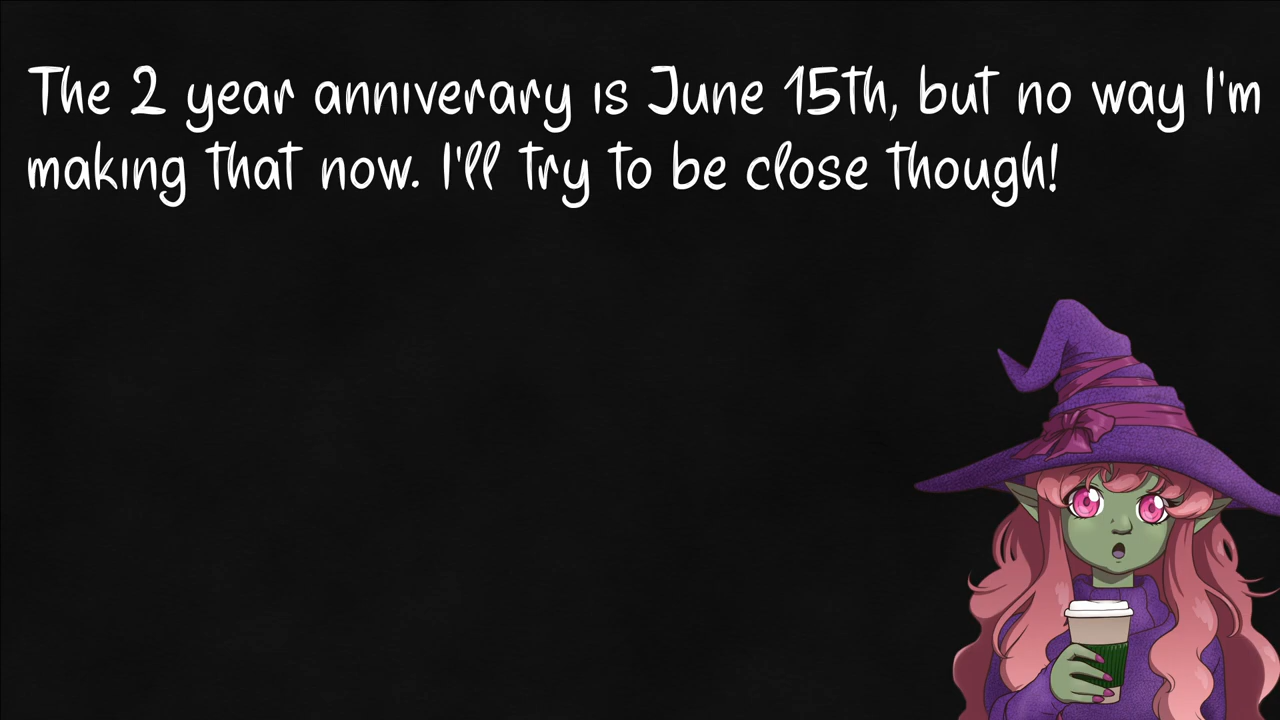 The 2 year anniverary is June 15th, but no way I'm
making that now. I'll try to be close though!